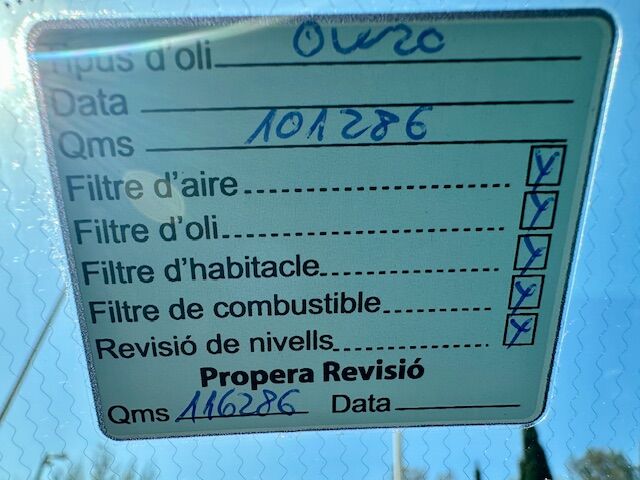 Tipus d'oli 0W20
Data
Qms 101286
Filtre d'aire
Filtre d'oli
Filtre d'habitacle
Filtre de combustible
Revisió de nivells
Propera Revisió
Qms 116286 Data